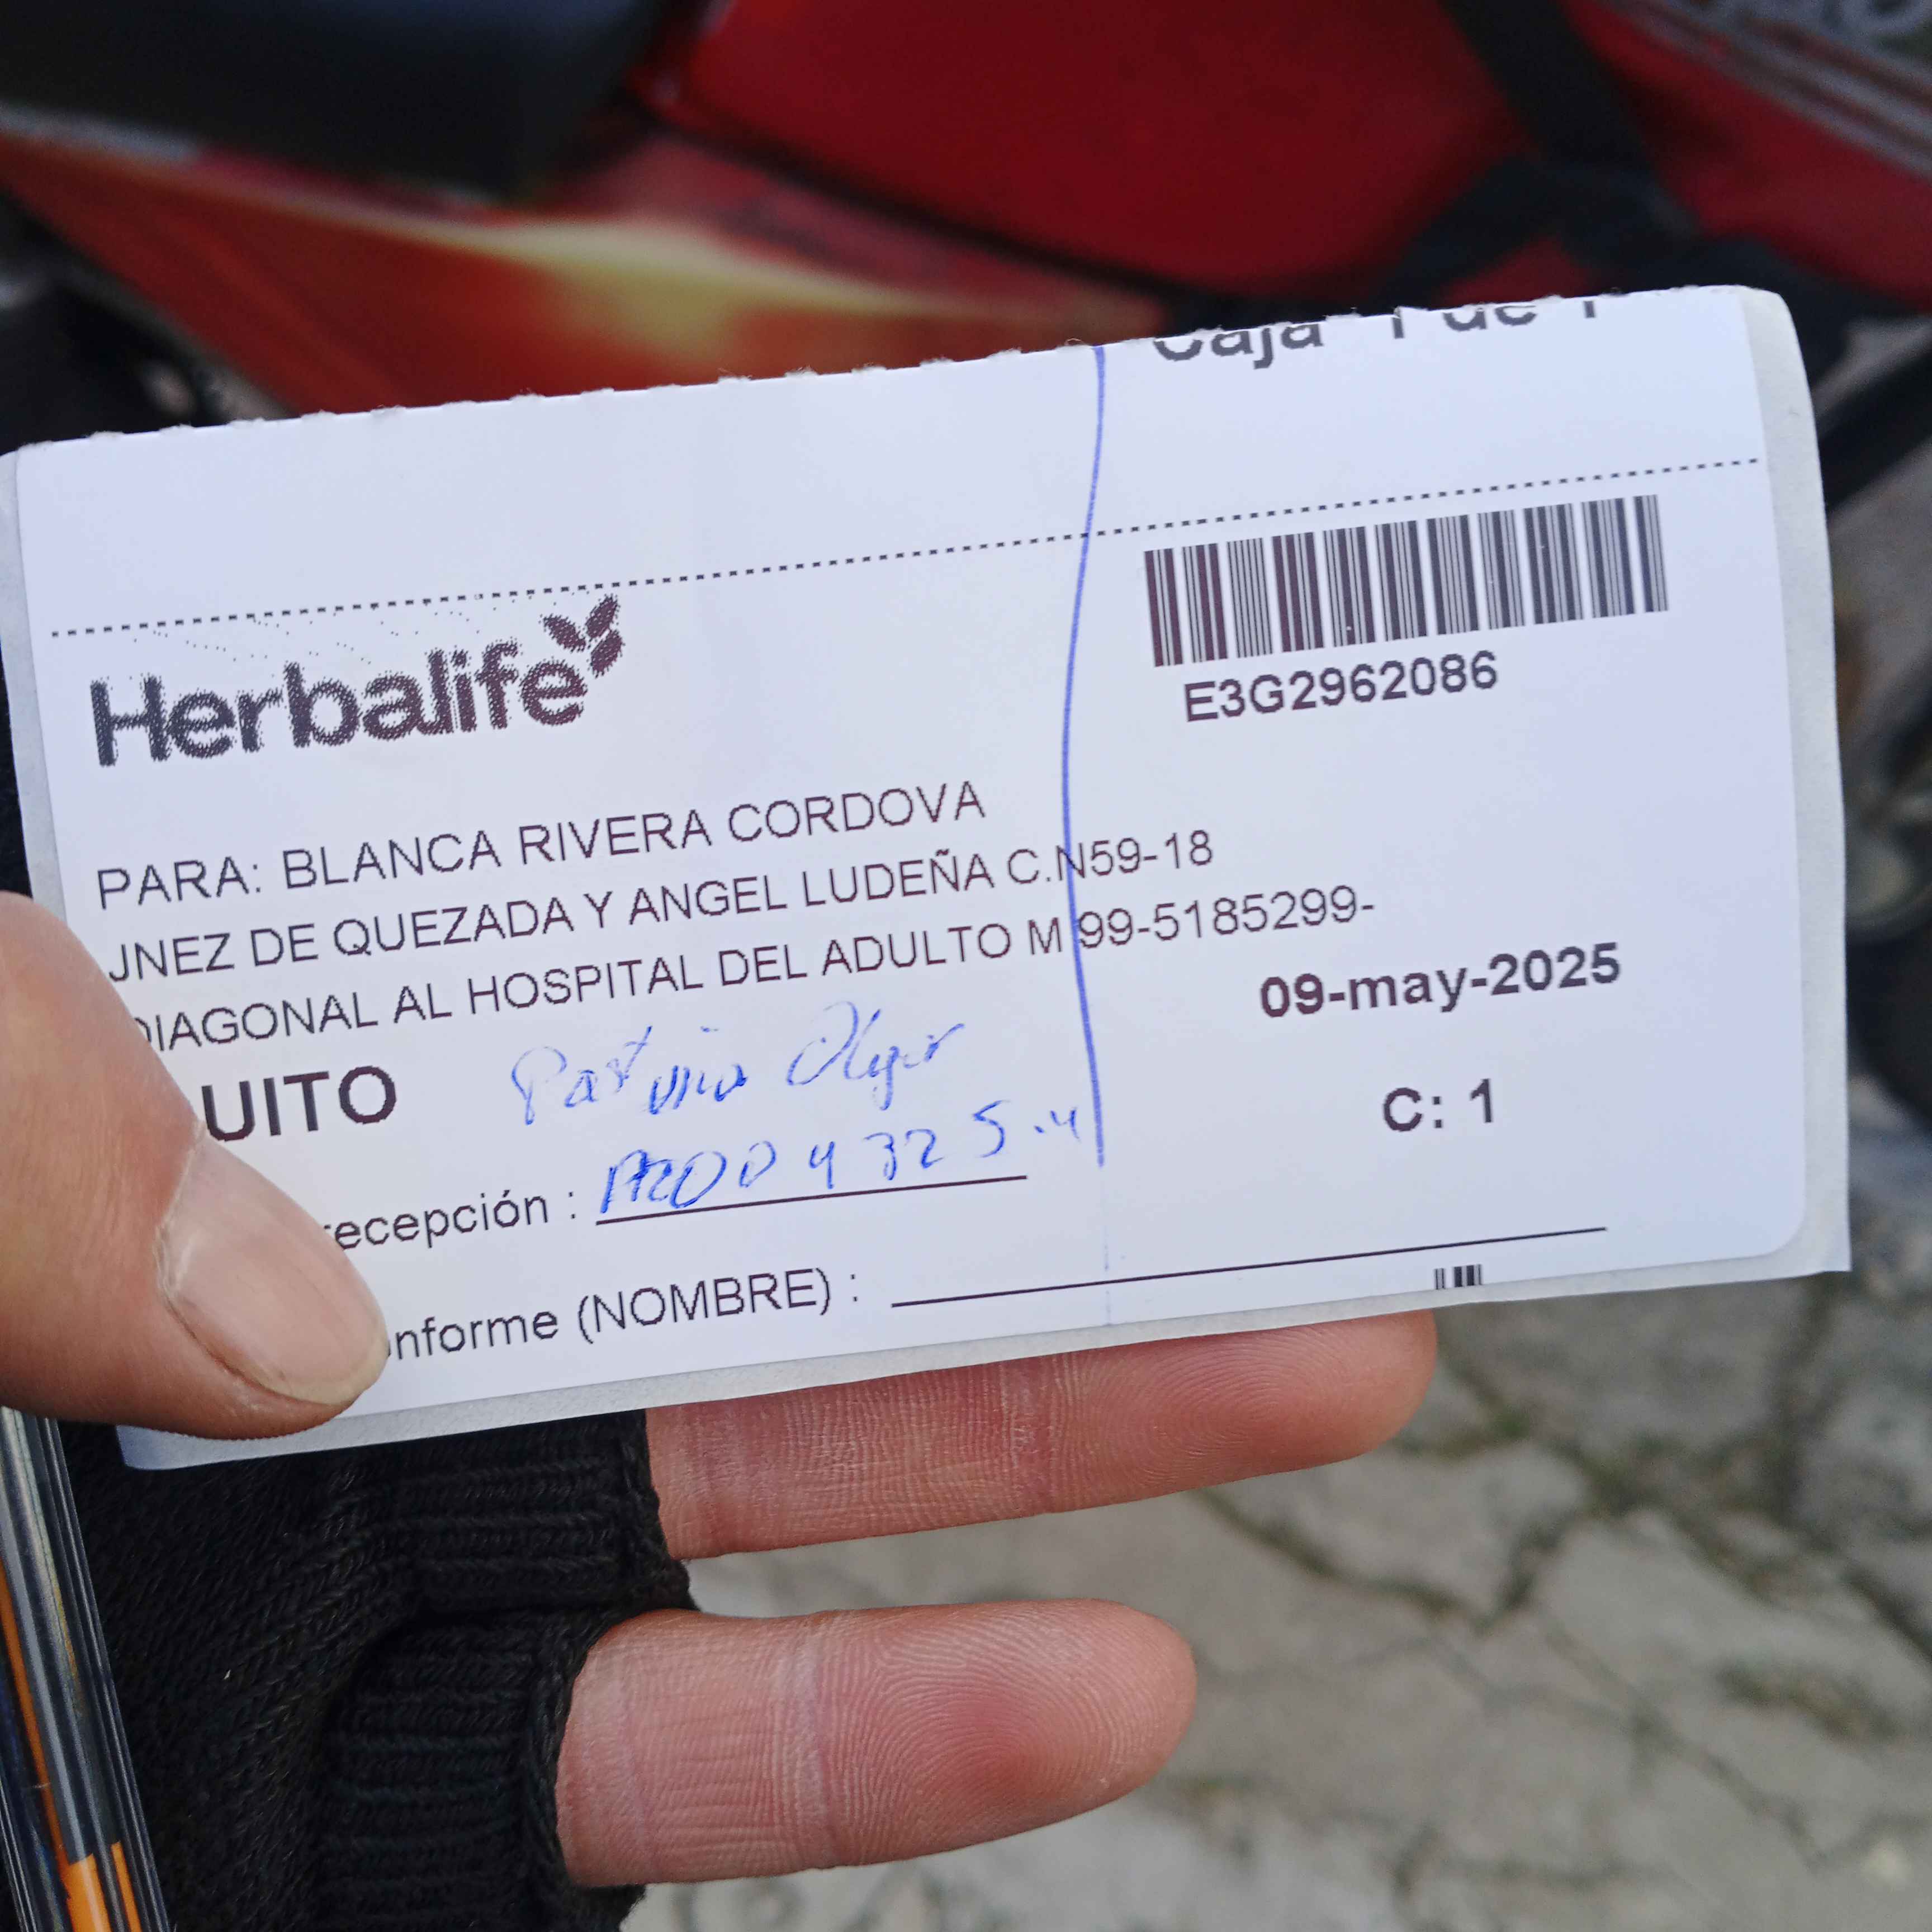 Caja 1 de 1
Herbalife
E3G2962086
PARA: BLANCA RIVERA CORDOVA
JNEZ DE QUEZADA Y ANGEL LUDEÑA C.N59-18
DIAGONAL AL HOSPITAL DEL ADULTO M 99-5185299-
09-may-2025
UITO
C: 1
recepción :
onforme (NOMBRE) :